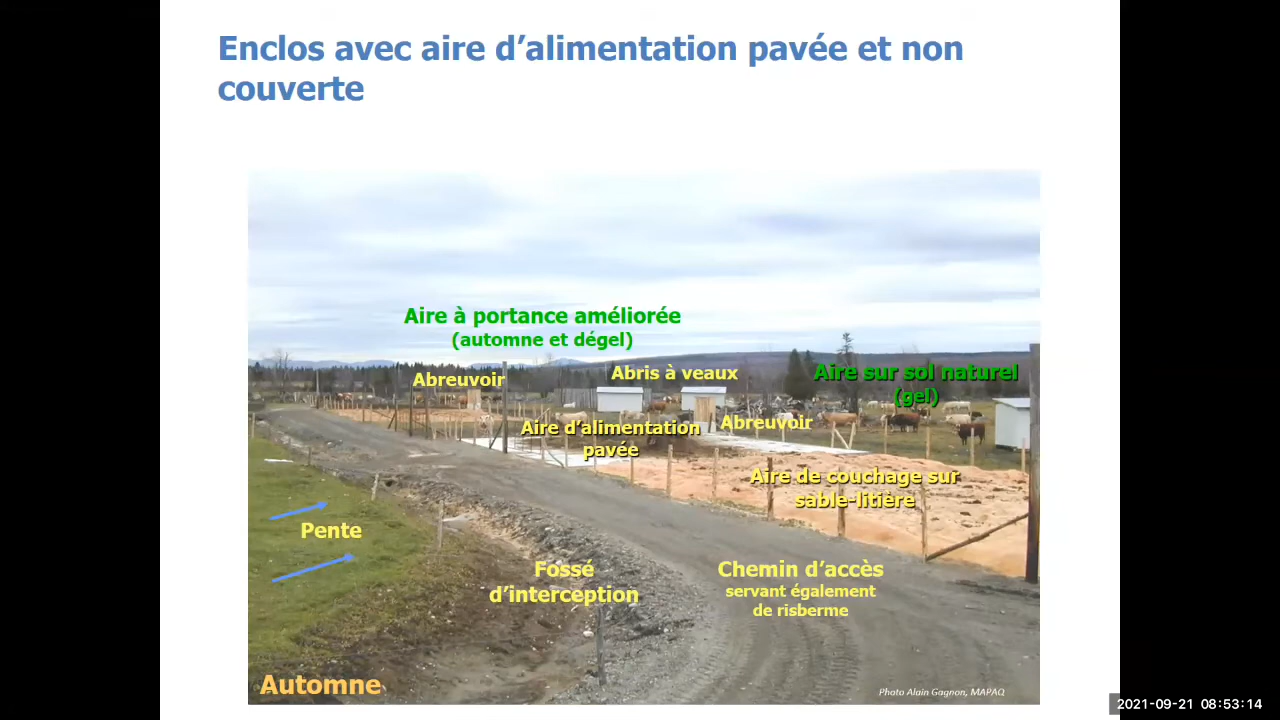 Enclos avec aire d’alimentation pavée et non
couverte
Aire à portance améliorée
(automne et dégel)
Abreuvoir
Abris à veaux
Aire sur sol naturel
(gel)
Aire d’alimentation
pavée
Abreuvoir
Aire de couchage sur
sable-litière
Pente
Fossé
d’interception
Chemin d’accès
servant également
de risberme
Automne
Photo Alain Gagnon, MAPAQ
2021-09-21 08:53:14